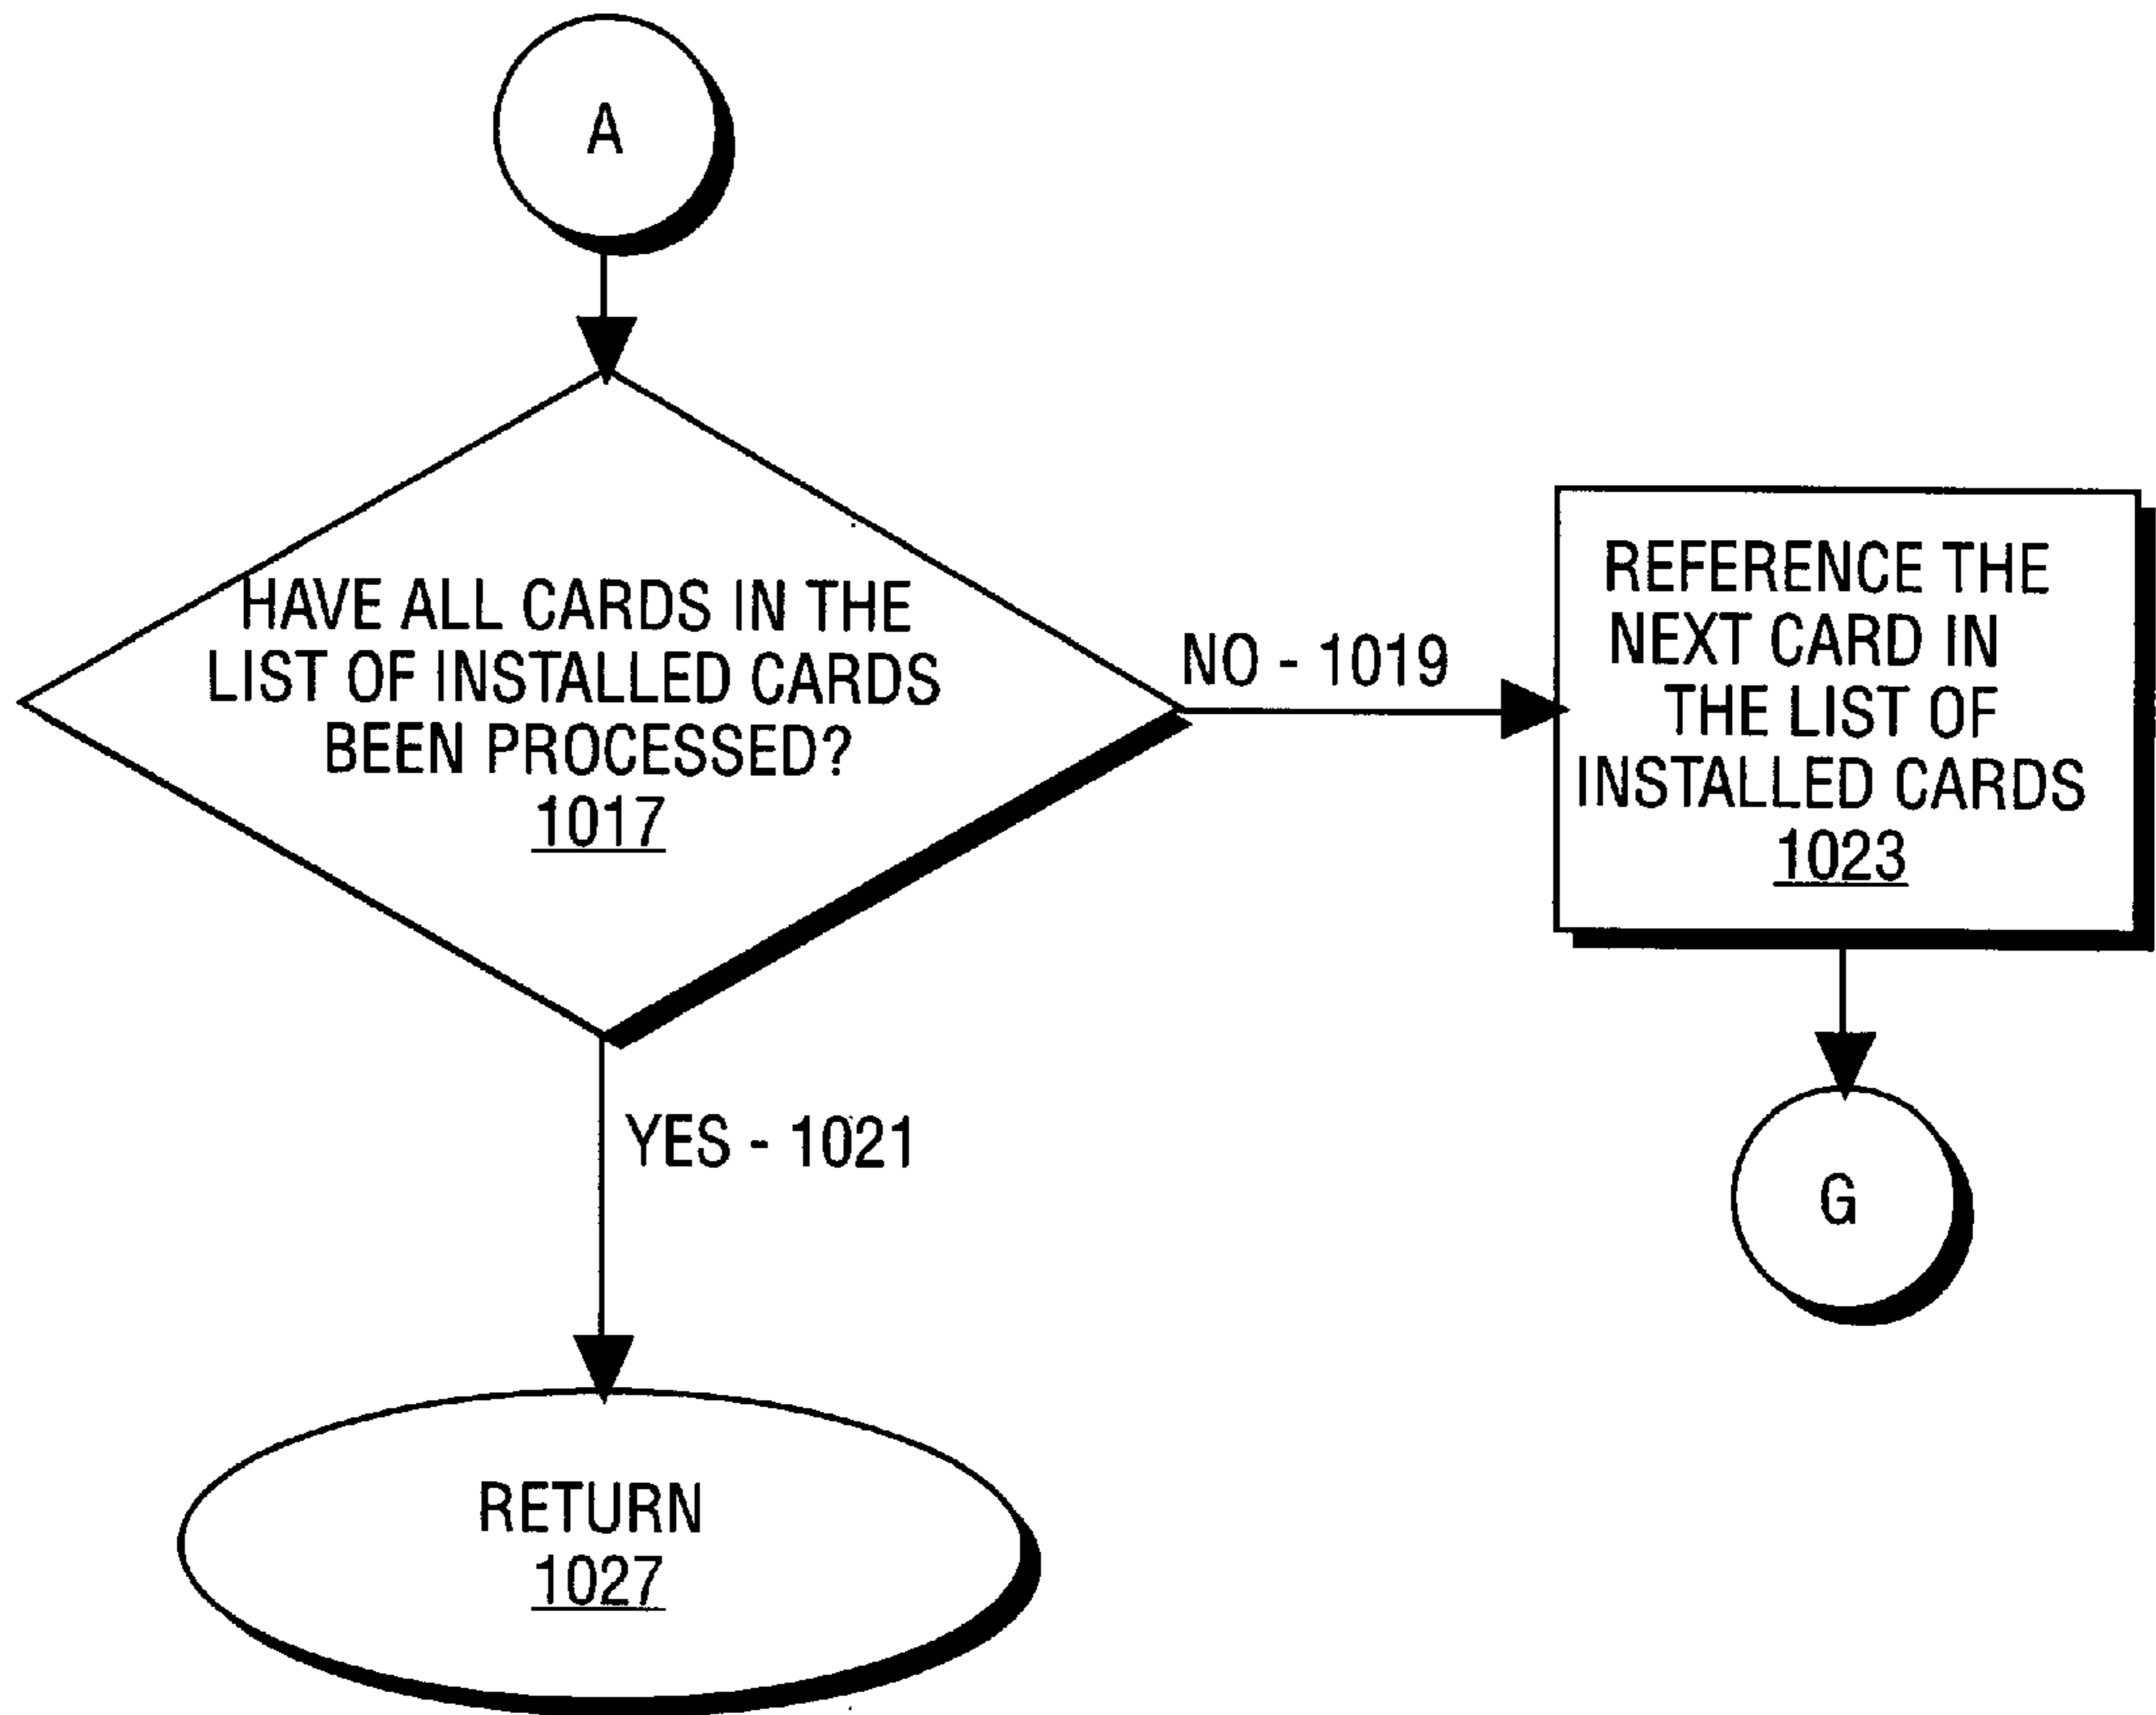 A
HAVE ALL CARDS IN THE
LIST OF INSTALLED CARDS
BEEN PROCESSED?
1017
NO - 1019
REFERENCE THE
NEXT CARD IN
THE LIST OF
INSTALLED CARDS
1023
G
YES - 1021
RETURN
1027